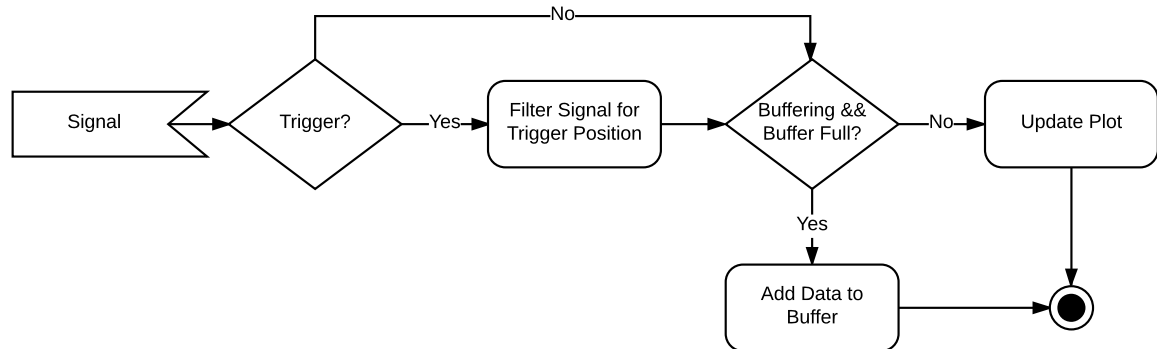 No
Signal
Trigger?
Yes
Filter Signal for
Trigger Position
Buffering &&
Buffer Full?
No
Update Plot
Yes
Add Data to
Buffer